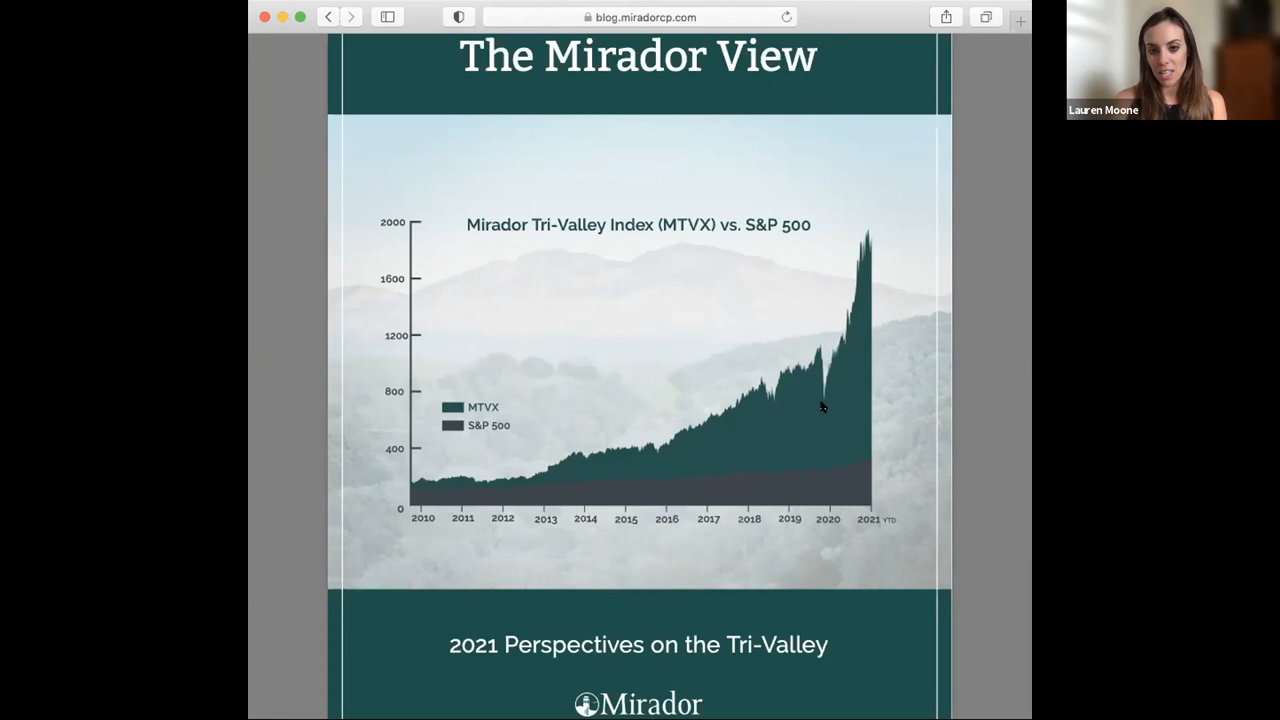 blog.miradorcp.com
The Mirador View
Lauren Moone
Mirador Tri-Valley Index (MTVX) vs. S&P 500
2000
1600
1200
800
400
0
MTVX
S&P 500
2010 2011 2012 2013 2014 2015 2016 2017 2018 2019 2020 2021 YTD
2021 Perspectives on the Tri-Valley
Mirador